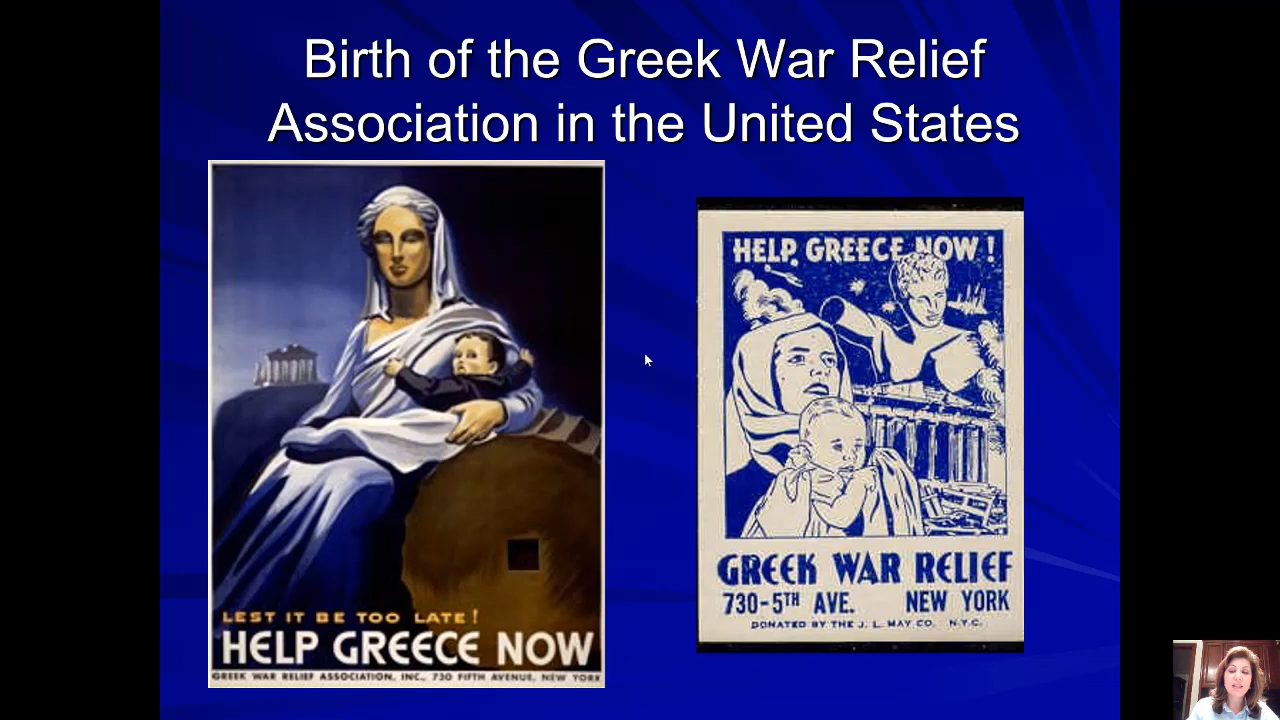 Birth of the Greek War Relief
Association in the United States
LEST IT BE TOO LATE!
HELP GREECE NOW
GREEK WAR RELIEF ASSOCIATION, INC., 730 FIFTH AVENUE, NEW YORK
HELP GREECE NOW!
GREEK WAR RELIEF
730-5TH AVE. NEW YORK
DONATED BY THE J. L. MAY CO. N.Y.C.